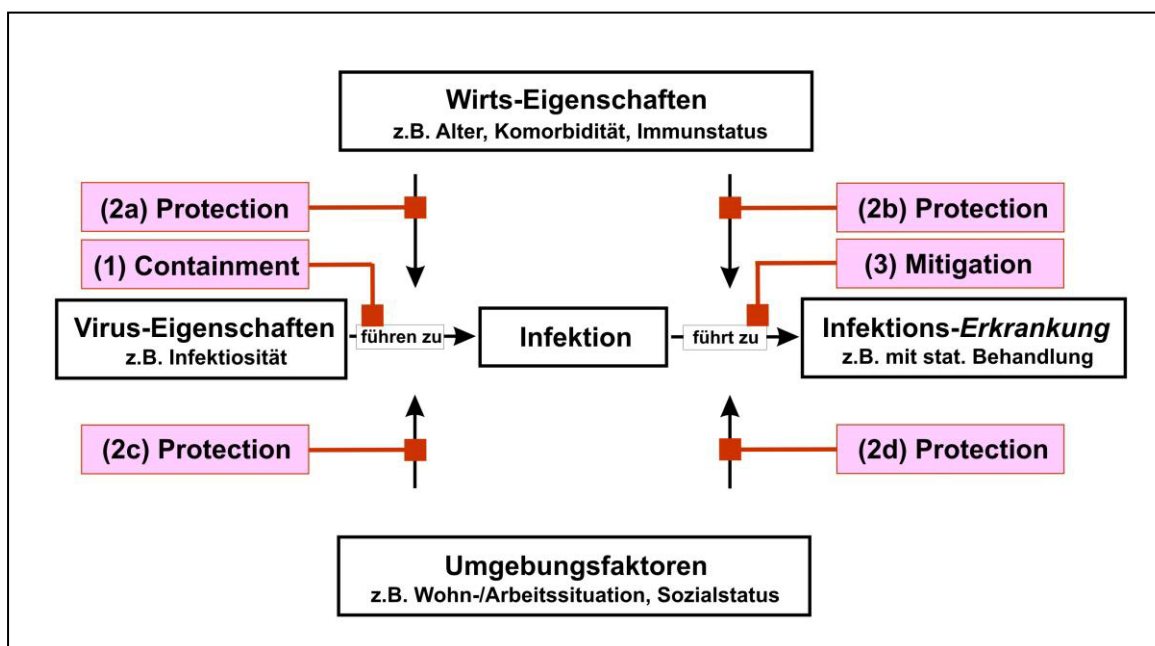 Wirts-Eigenschaften
z.B. Alter, Komorbidität, Immunstatus
(2a) Protection
(2b) Protection
(1) Containment
(3) Mitigation
Virus-Eigenschaften
z.B. Infektiosität
führen zu
Infektion
führt zu
Infektions-Erkrankung
z.B. mit stat. Behandlung
(2c) Protection
(2d) Protection
Umgebungsfaktoren
z.B. Wohn-/Arbeitssituation, Sozialstatus